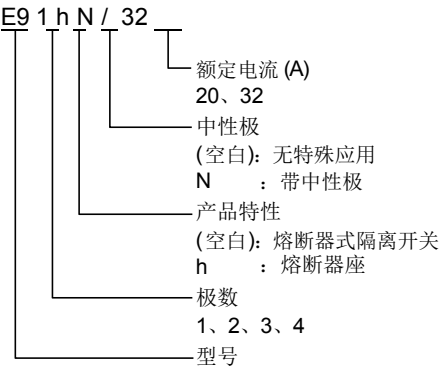 E9 1 h N / 32
额定电流 (A)
20、32
中性极
(空白)：无特殊应用
N ：带中性极
产品特性
(空白)：熔断器式隔离开关
h ：熔断器座
极数
1、2、3、4
型号